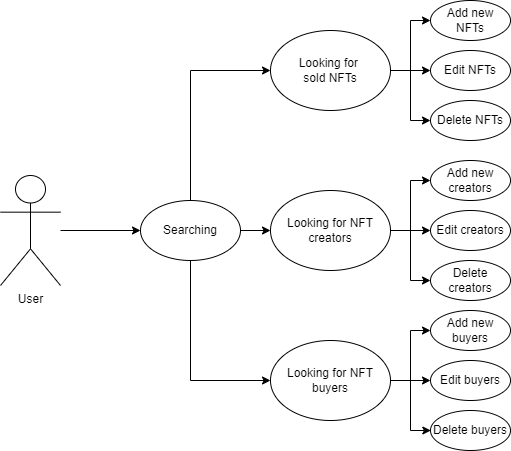 Add new
NFTs
Looking for
sold NFTs
Edit NFTs
Delete NFTs
Add new
creators
Searching
Looking for NFT
creators
Edit creators
Delete
creators
User
Add new
buyers
Looking for NFT
buyers
Edit buyers
Delete buyers